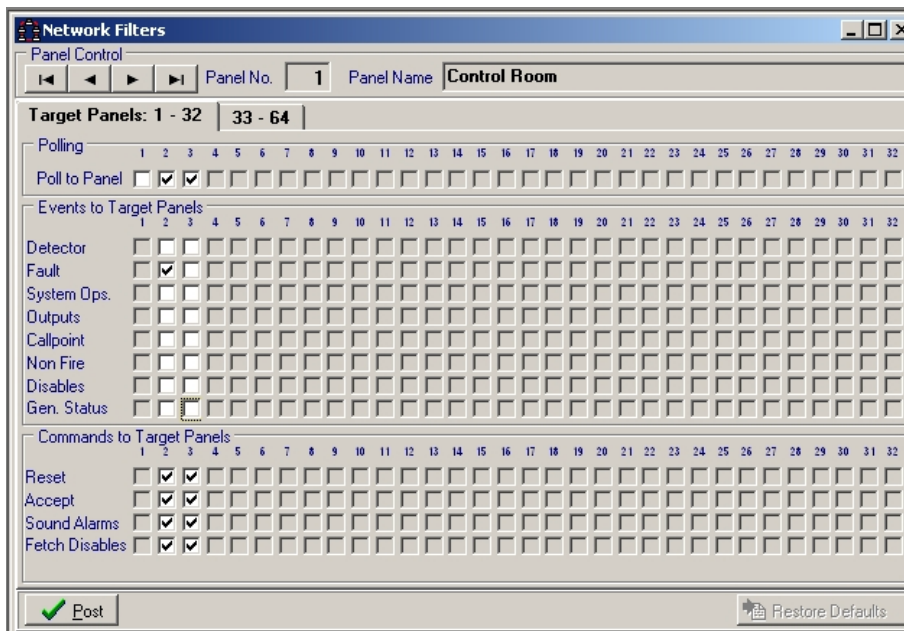 Network Filters
Panel Control
Panel No. 1 Panel Name Control Room
Target Panels: 1 - 32 33 - 64
Polling
1 2 3 4 5 6 7 8 9 10 11 12 13 14 15 16 17 18 19 20 21 22 23 24 25 26 27 28 29 30 31 32
Poll to Panel
Events to Target Panels
1 2 3 4 5 6 7 8 9 10 11 12 13 14 15 16 17 18 19 20 21 22 23 24 25 26 27 28 29 30 31 32
Detector
Fault
System Ops.
Outputs
Callpoint
Non Fire
Disables
Gen. Status
Commands to Target Panels
1 2 3 4 5 6 7 8 9 10 11 12 13 14 15 16 17 18 19 20 21 22 23 24 25 26 27 28 29 30 31 32
Reset
Accept
Sound Alarms
Fetch Disables
Post Restore Defaults